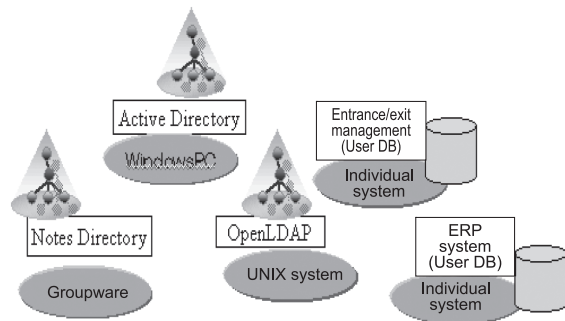 Active Directory
WindowsPC
Entrance/exit
management
(User DB)
Individual
system
Notes Directory
Groupware
OpenLDAP
UNIX system
ERP
system
(User DB)
Individual
system